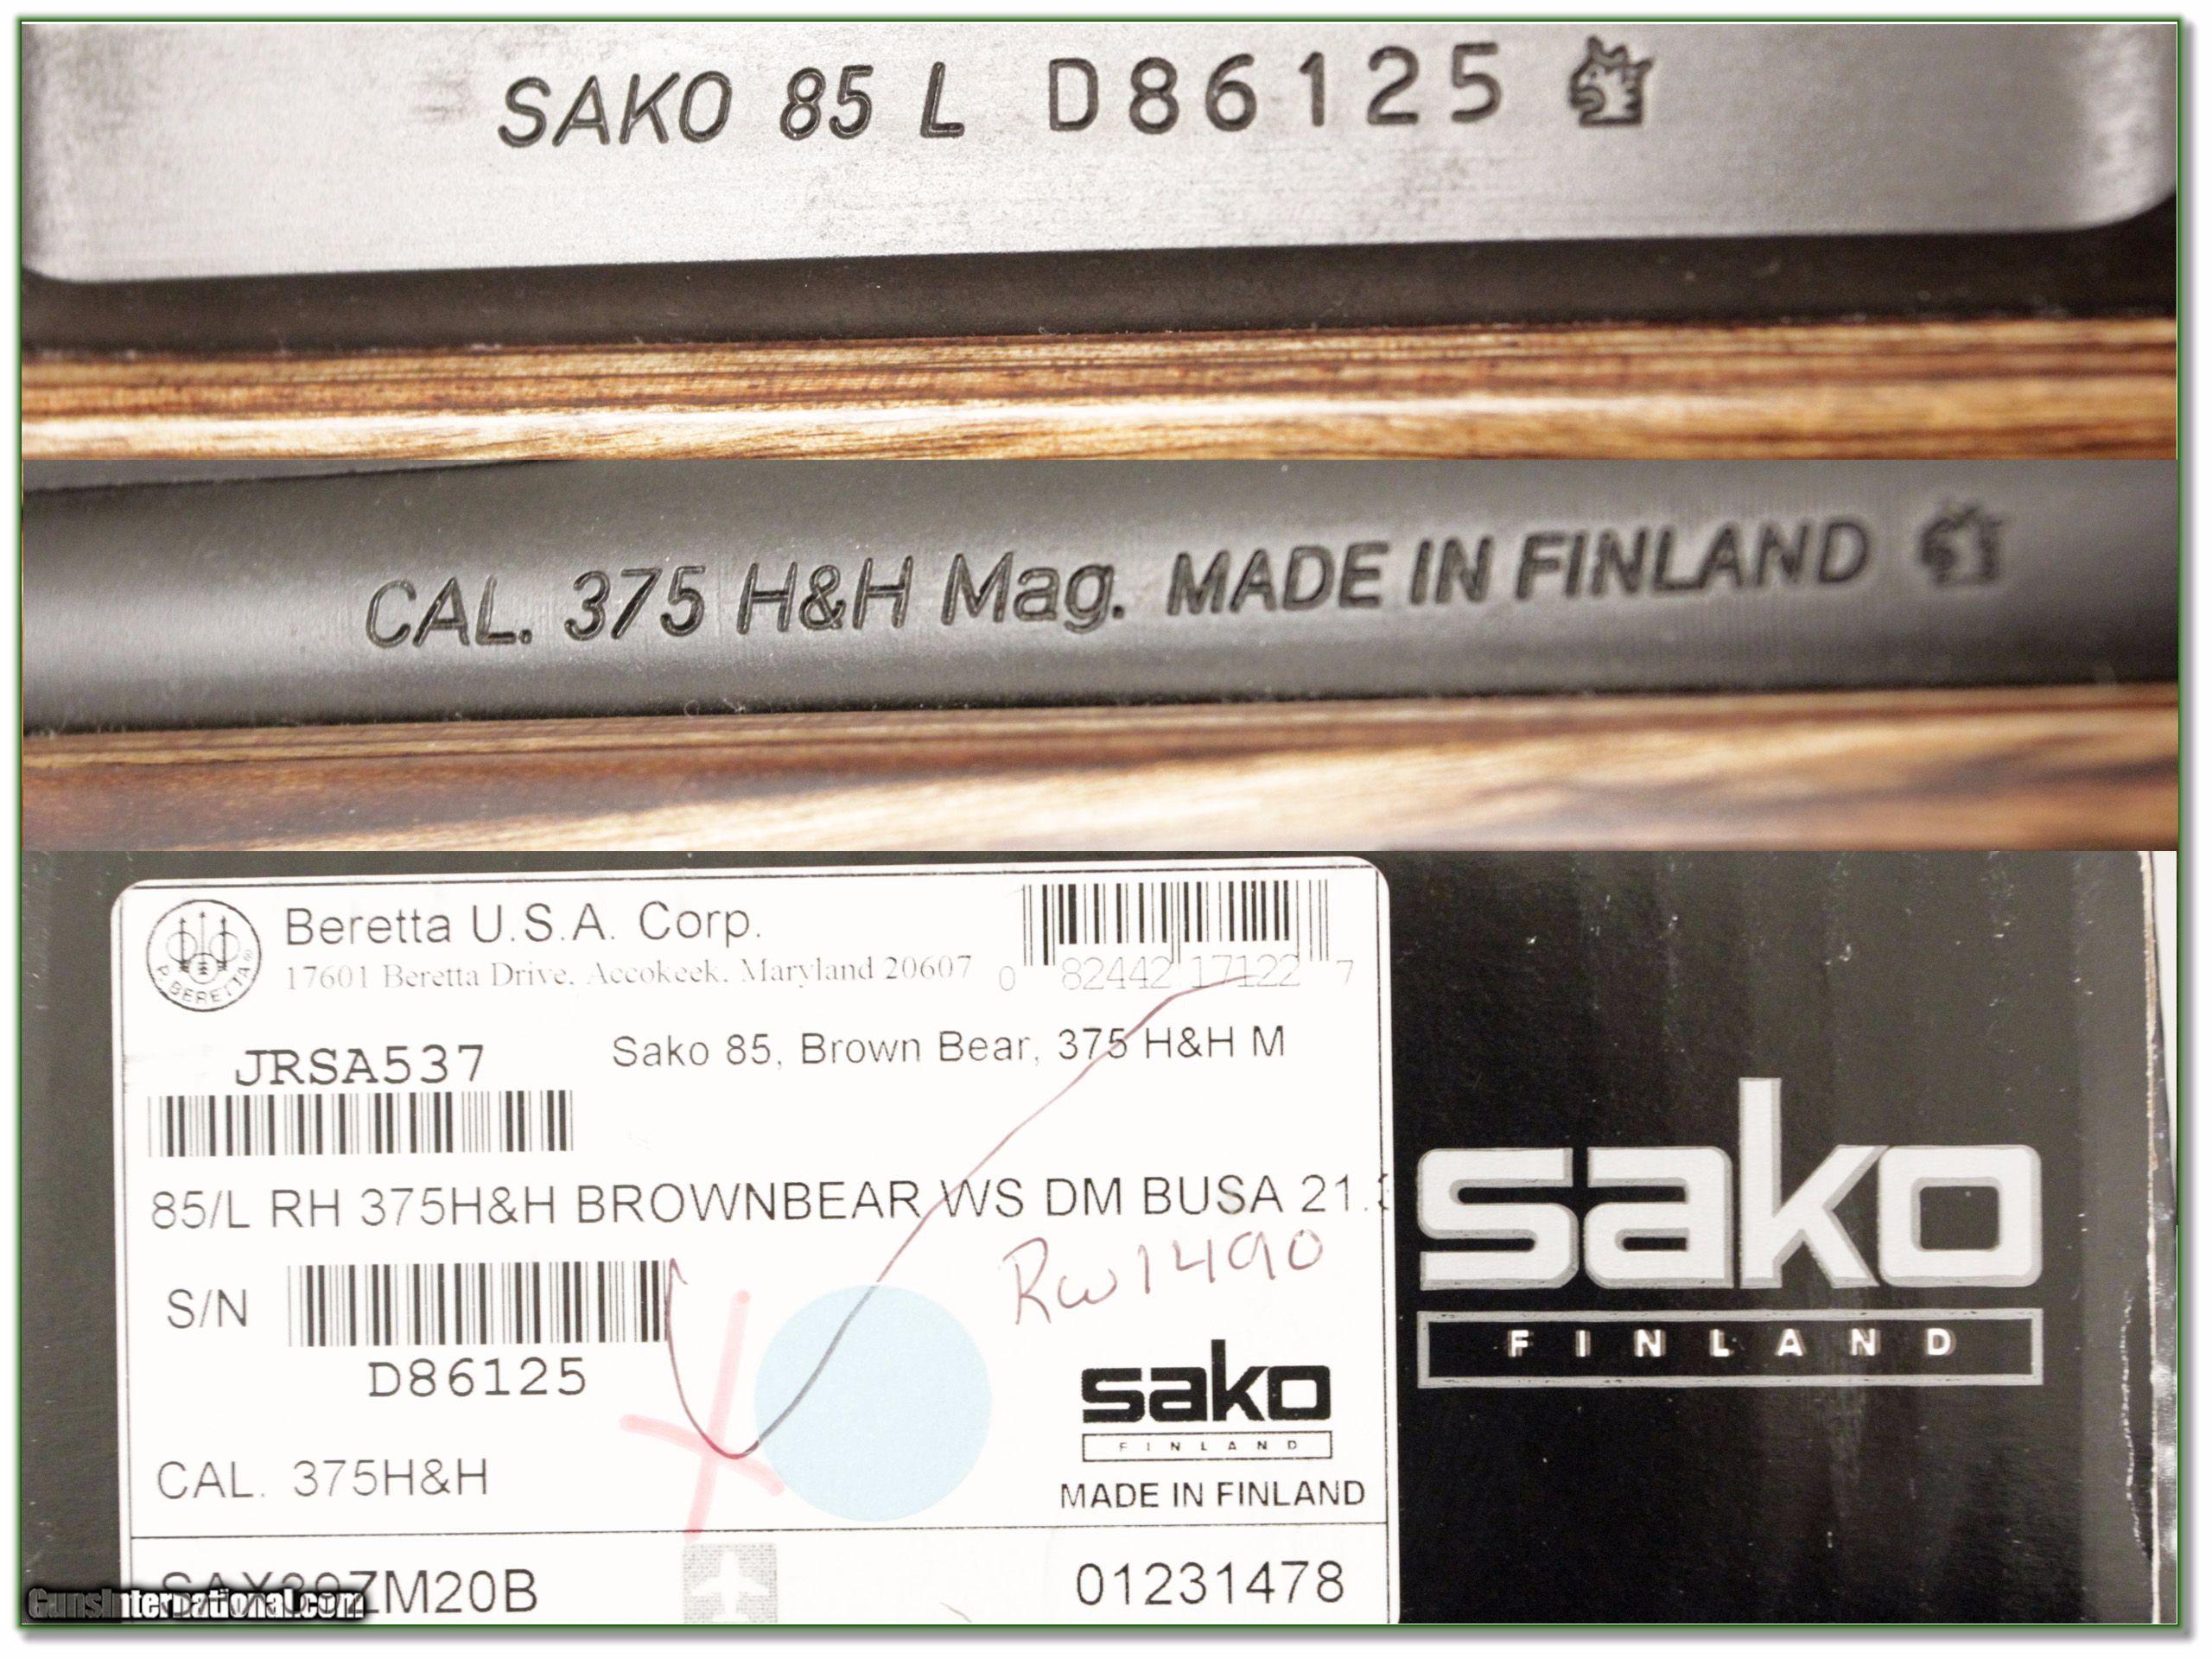 SAKO 85 L D86125
CAL. 375 H&H Mag. MADE IN FINLAND
Beretta U.S.A. Corp.
17601 Beretta Drive, Accokeek, Maryland 20607
0 82442 17122 7
P. BERETTA
JRSA537
Sako 85, Brown Bear, 375 H&H M
85/L RH 375H&H BROWNBEAR WS DM BUSA 21.
RW1490
S/N
D86125
sako
FINLAND
MADE IN FINLAND
CAL. 375H&H
01231478
sako
FINLAND
GunsInternational.com